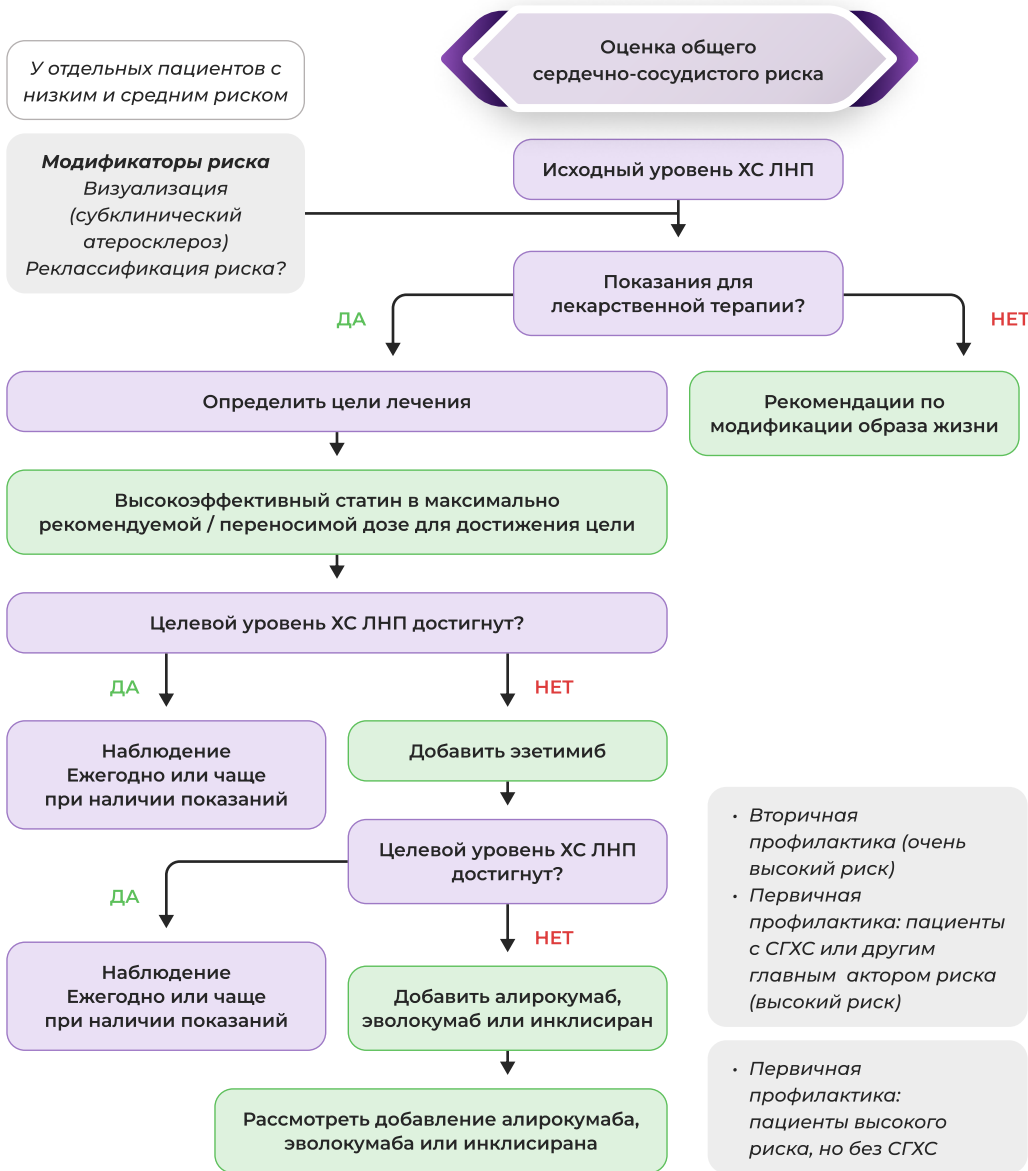 Оценка общего
сердечно-сосудистого риска
У отдельных пациентов с
низким и средним риском
Модификаторы риска
Визуализация
(субклинический
атеросклероз)
Реклассификация риска?
Исходный уровень ХС ЛНП
Показания для
лекарственной терапии?
ДА
НЕТ
Определить цели лечения
Рекомендации по
модификации образа жизни
Высокоэффективный статин в максимально
рекомендуемой / переносимой дозе для достижения цели
Целевой уровень ХС ЛНП достигнут?
ДА
НЕТ
Наблюдение
Ежегодно или чаще
при наличии показаний
Добавить эзетимиб
Целевой уровень ХС ЛНП
достигнут?
ДА
НЕТ
Наблюдение
Ежегодно или чаще
при наличии показаний
Добавить алирокумаб,
эволокумаб или инклисиран
• Вторичная
профилактика (очень
высокий риск)
• Первичная
профилактика: пациенты
с СГХС или другим
главным актором риска
(высокий риск)
Рассмотреть добавление алирокумаба,
эволокумаба или инклисирана
• Первичная
профилактика:
пациенты высокого
риска, но без СГХС